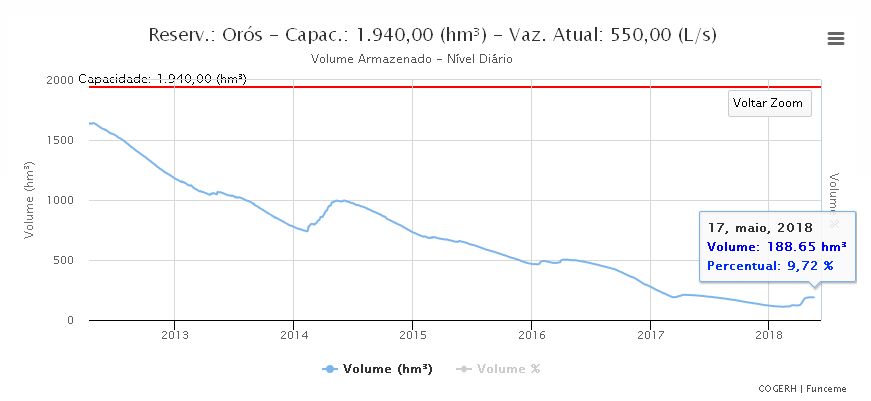 Reserv.: Orós – Capac.: 1.940,00 (hm³) – Vaz. Atual: 550,00 (L/s)
Volume Armazenado – Nível Diário
Capacidade: 1.940,00 (hm³)
Voltar Zoom
2000
1500
1000
500
0
Volume (hm³)
Volume %
17, maio, 2018
Volume: 188.65 hm³
Percentual: 9,72 %
2013
2014
2015
2016
2017
2018
Volume (hm³)
Volume %
COGERH | Funceme